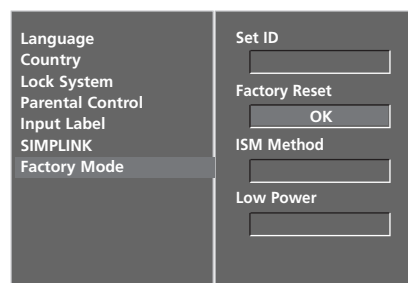 Language
Country
Lock System
Parental Control
Input Label
SIMPLINK
Factory Mode
Set ID
Factory Reset
OK
ISM Method
Low Power